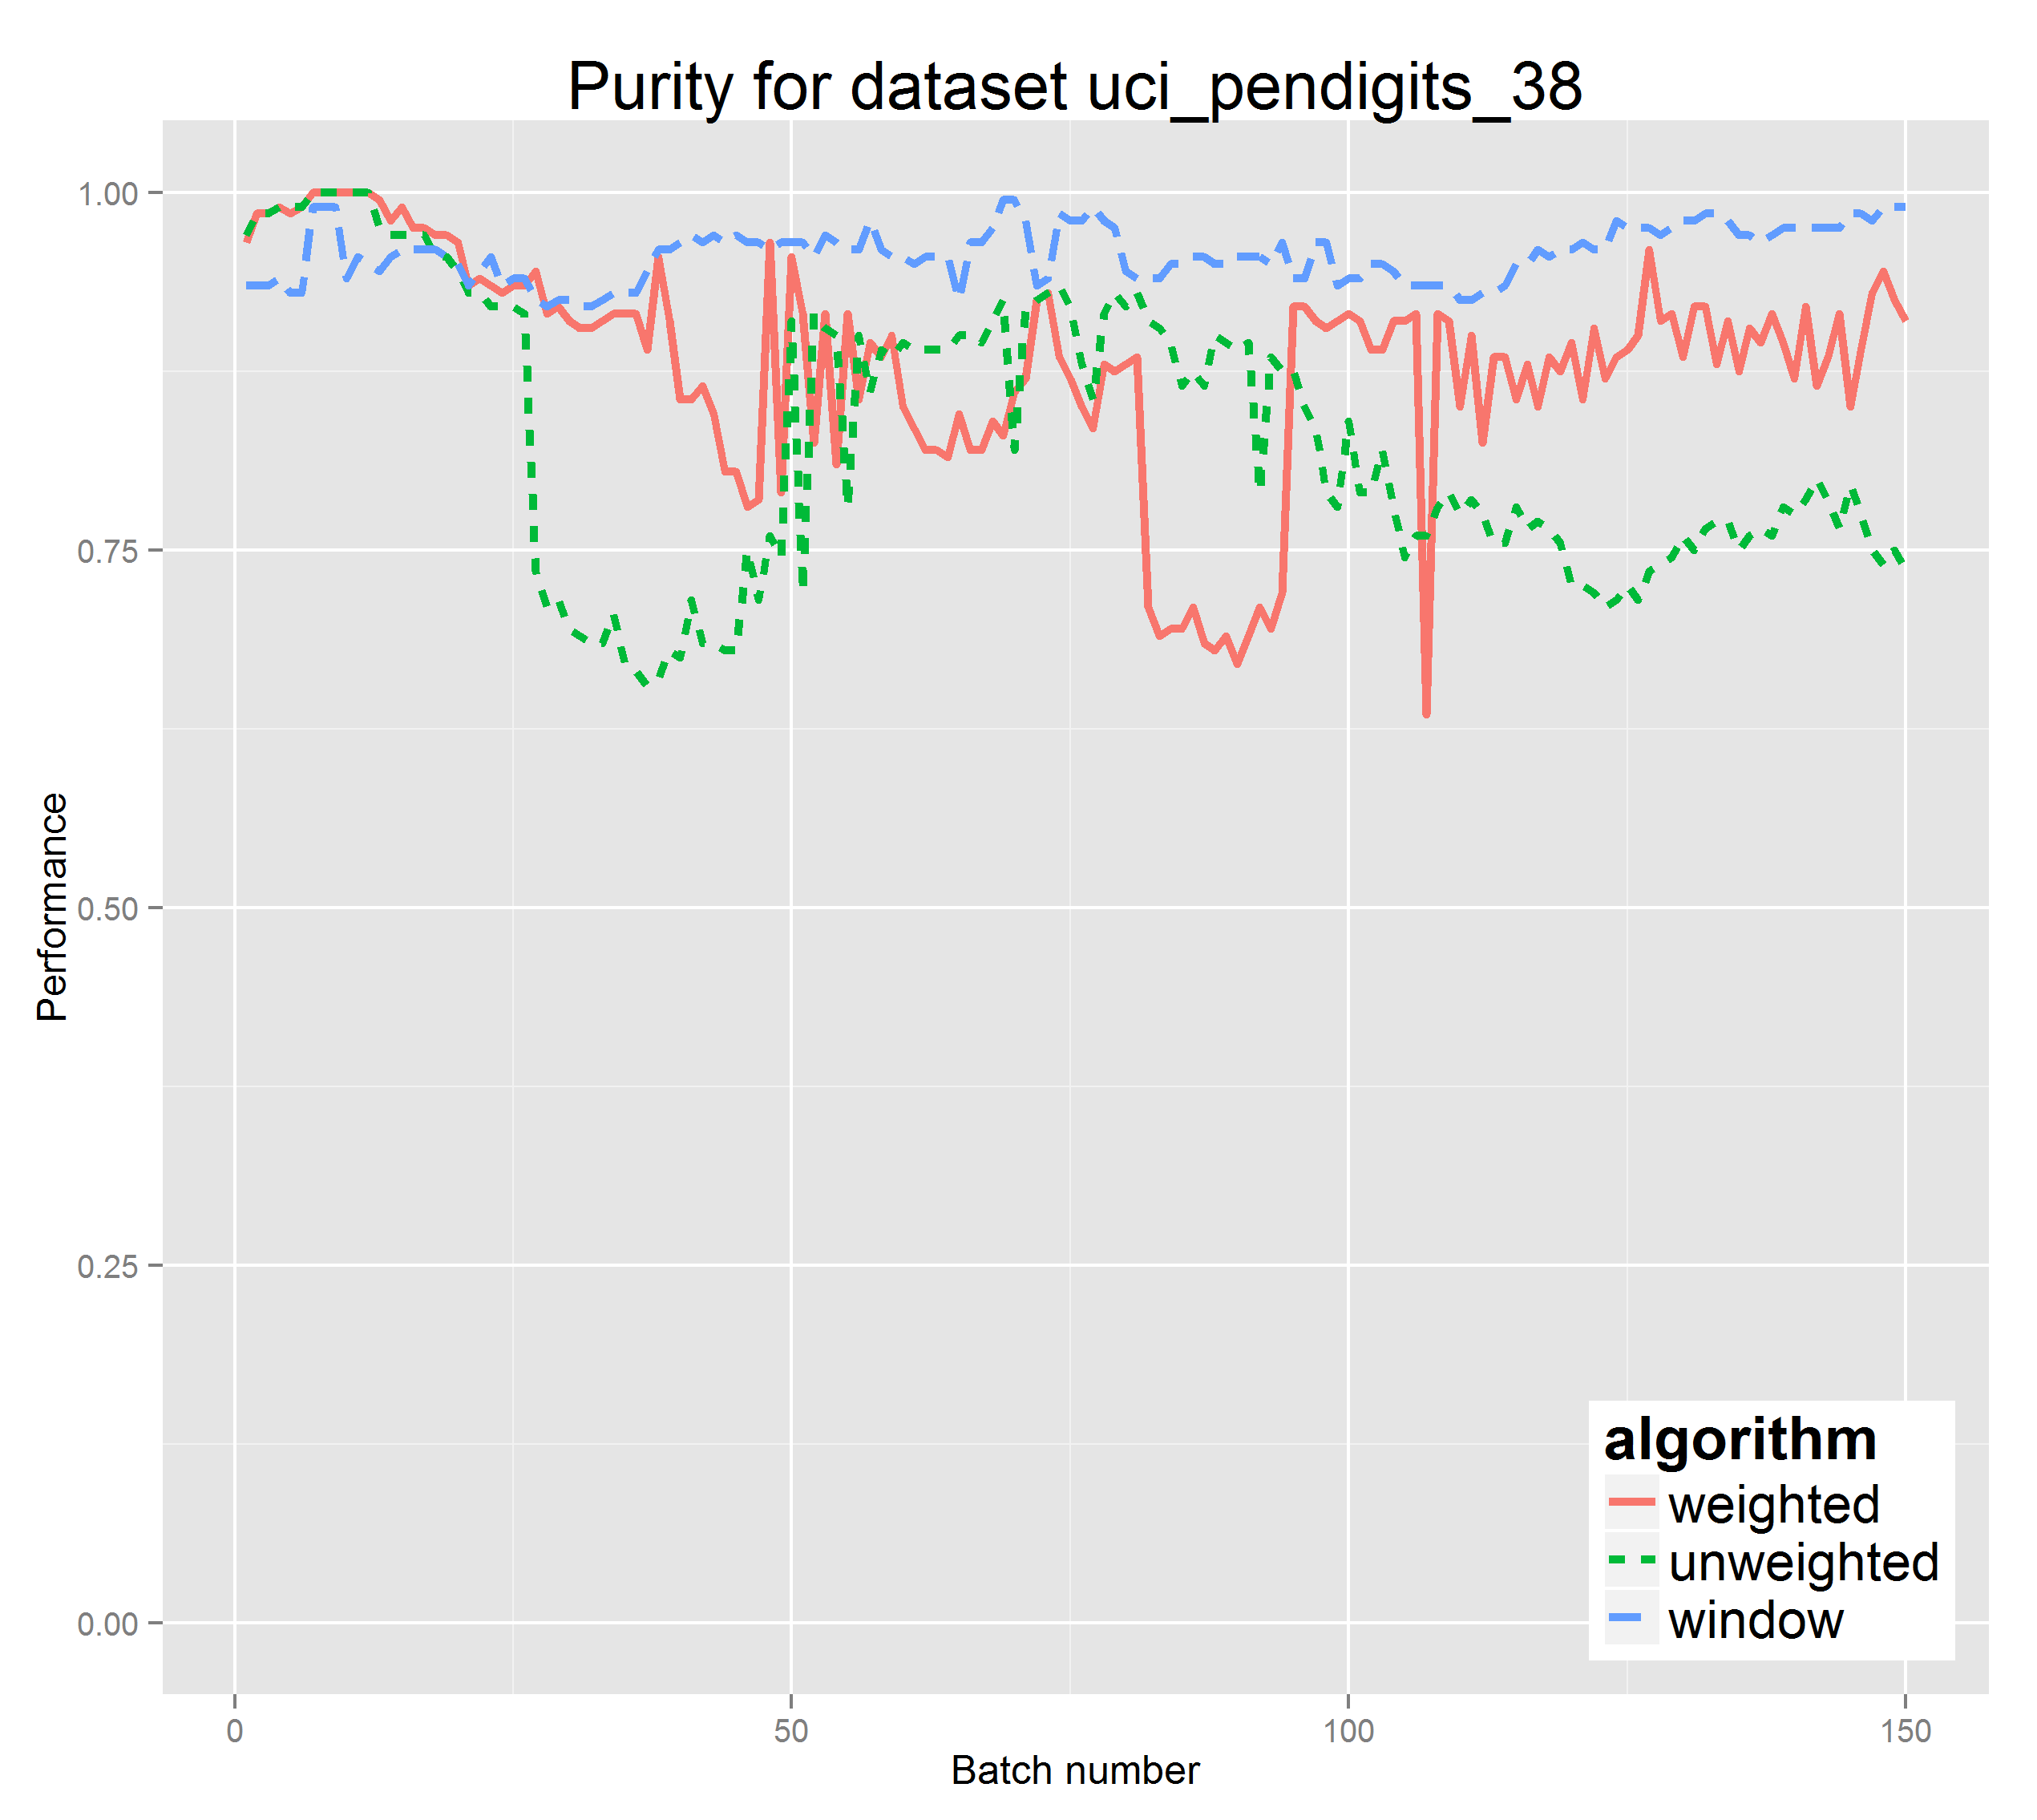 Purity for dataset uci_pendigits_38
1.00
0.75
0.50
0.25
0.00
Performance
0
50
100
150
Batch number
algorithm
weighted
unweighted
window